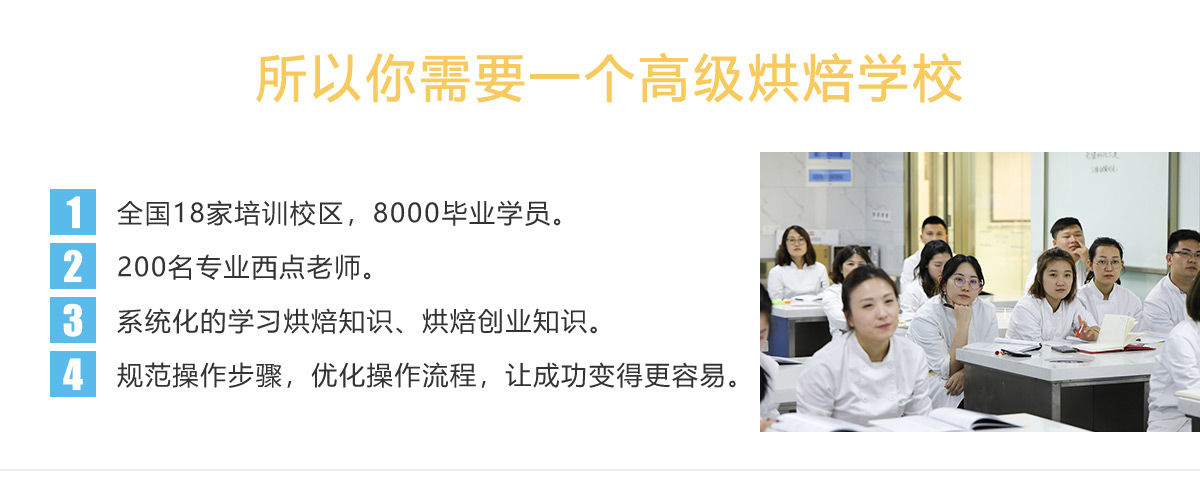 所以你需要一个高级烘焙学校
1 全国18家培训校区，8000毕业学员。
2 200名专业西点老师。
3 系统化的学习烘焙知识、烘焙创业知识。
4 规范操作步骤，优化操作流程，让成功变得更容易。